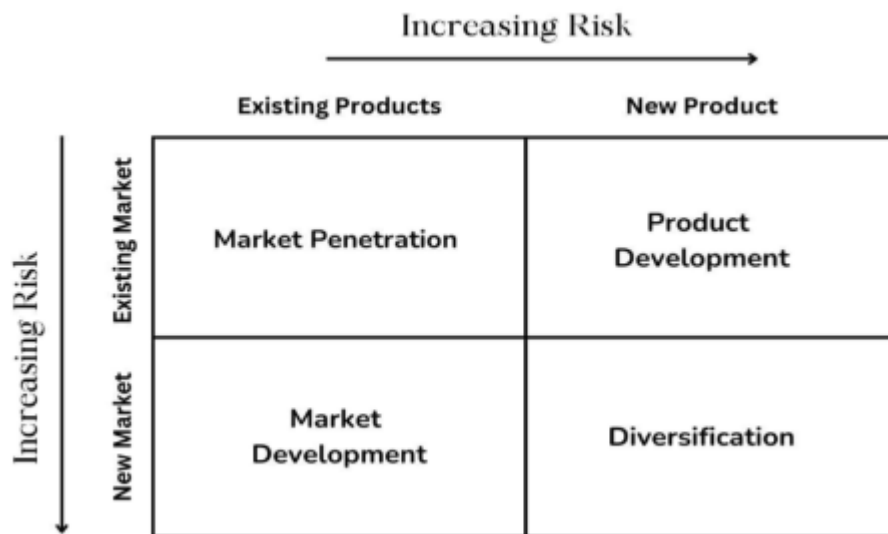 Increasing Risk
Existing Products
New Product
Increasing Risk
Existing Market
Market Penetration
Product
Development
New Market
Market
Development
Diversification